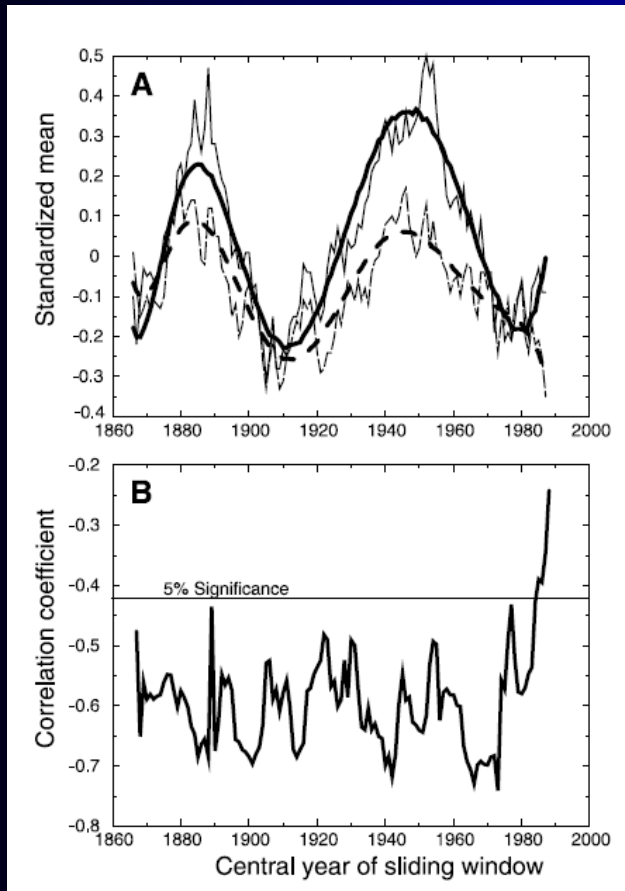 A
Standardized mean
0.5
0.4
0.3
0.2
0.1
0
-0.1
-0.2
-0.3
-0.4
1860 1880 1900 1920 1940 1960 1980 2000
B
Correlation coefficient
-0.2
-0.3
-0.4
-0.5
-0.6
-0.7
-0.8
5% Significance
1860 1880 1900 1920 1940 1960 1980 2000
Central year of sliding window